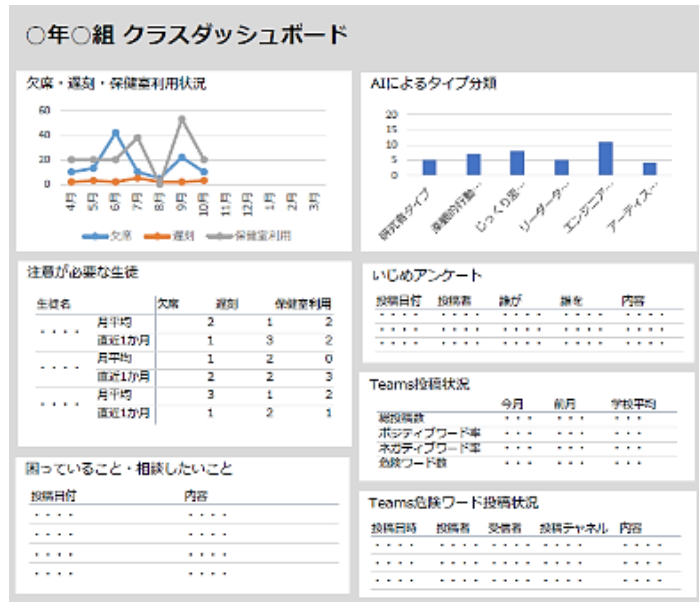 ○年○組 クラスダッシュボード
欠席・遅刻・保健室利用状況
60
40
20
0
4月 5月 6月 7月 8月 9月 10月 11月 12月 1月 2月 3月
欠席 遅刻 保健室利用
AIによるタイプ分類
20
15
10
5
0
研究者タイプ 楽観的行動… じっくり思… リーダータ… エンジニア… アーティス…
注意が必要な生徒
生徒名 欠席 遅刻 保健室利用
・・・・ 月平均 2 1 2
直近1か月 1 3 2
・・・・ 月平均 1 2 0
直近1か月 2 2 3
・・・・ 月平均 3 1 2
直近1か月 1 2 1
困っていること・相談したいこと
投稿日付 内容
・・・・ ・・・・
・・・・ ・・・・
・・・・ ・・・・
・・・・ ・・・・
いじめアンケート
投稿日付 投稿者 誰が 誰を 内容
・・・・ ・・・・ ・・・・ ・・・・ ・・・・
・・・・ ・・・・ ・・・・ ・・・・ ・・・・
・・・・ ・・・・ ・・・・ ・・・・ ・・・・
Teams投稿状況
今月 前月 学校平均
総投稿数 ・・・ ・・・ ・・・
ポジティブワード率 ・・・ ・・・ ・・・
ネガティブワード率 ・・・ ・・・ ・・・
危険ワード数 ・・・ ・・・ ・・・
Teams危険ワード投稿状況
投稿日時 投稿者 受信者 投稿チャネル 内容
・・・・ ・・・・ ・・・・ ・・・・ ・・・・
・・・・ ・・・・ ・・・・ ・・・・ ・・・・
・・・・ ・・・・ ・・・・ ・・・・ ・・・・